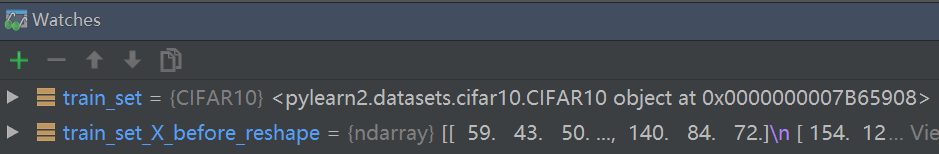 Watches
train_set = {CIFAR10} <pylearn2.datasets.cifar10.CIFAR10 object at 0x0000000007B65908>
train_set_X_before_reshape = {ndarray} [[ 59. 43. 50. ..., 140. 84. 72.]\n [ 154. 12... Vie